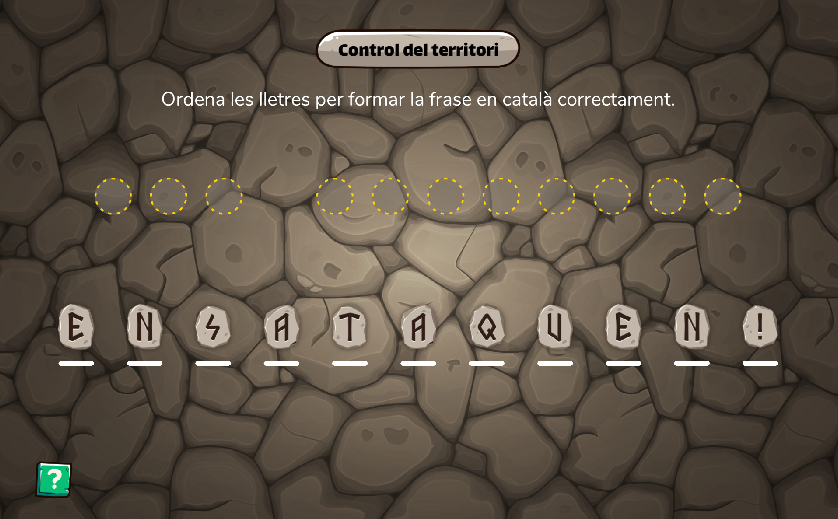 Control del territori
Ordena les lletres per formar la frase en català correctament.
E N S A T A Q U E N !
?